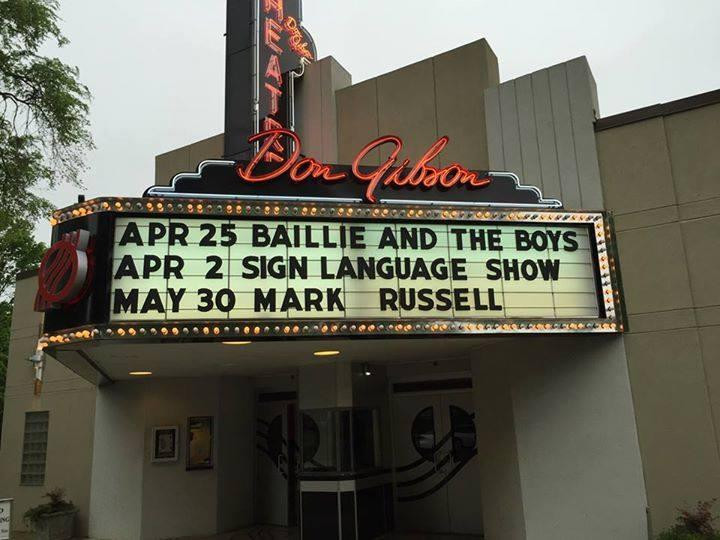 THEATRE
Don Gibson
APR 25 BAILLIE AND THE BOYS
APR 2 SIGN LANGUAGE SHOW
MAY 30 MARK RUSSELL